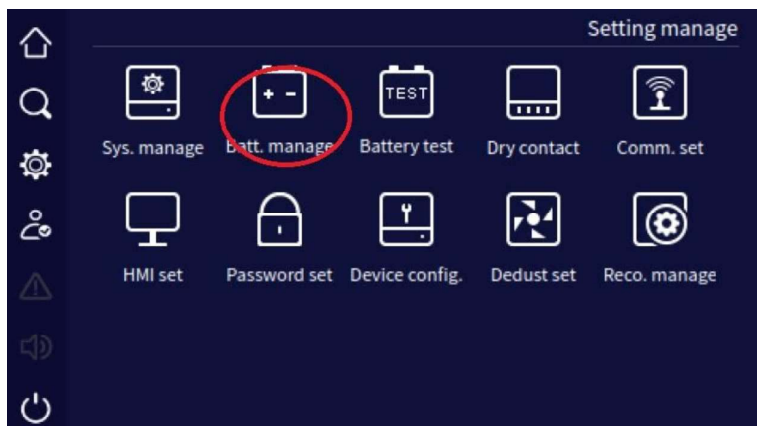 Setting manage
+ -
TEST
Sys. manage Batt. manage Battery test Dry contact Comm. set
HMI set Password set Device config. Dedust set Reco. manage